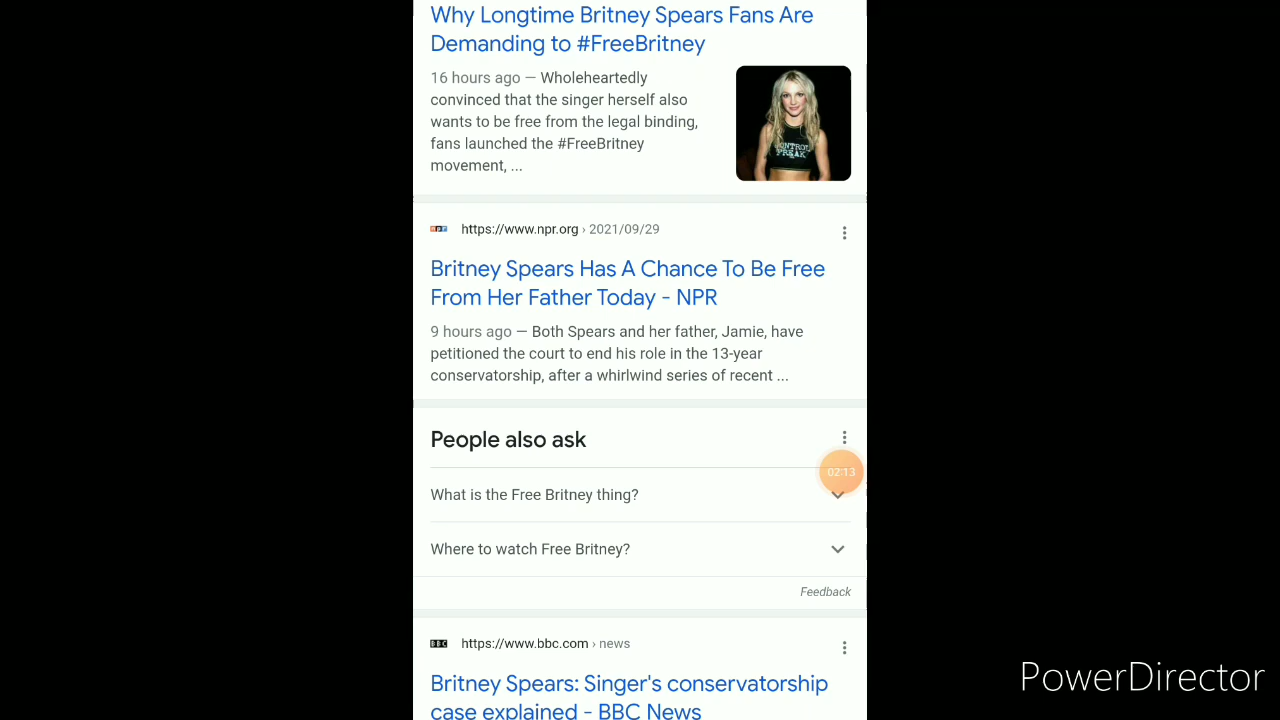 Why Longtime Britney Spears Fans Are
Demanding to #FreeBritney
16 hours ago — Wholeheartedly
convinced that the singer herself also
wants to be free from the legal binding,
fans launched the #FreeBritney
movement, ...
CONTROL
FREAK
npr https://www.npr.org › 2021/09/29
Britney Spears Has A Chance To Be Free
From Her Father Today - NPR
9 hours ago — Both Spears and her father, Jamie, have
petitioned the court to end his role in the 13-year
conservatorship, after a whirlwind series of recent ...
People also ask
02:13
What is the Free Britney thing?
Where to watch Free Britney?
Feedback
BBC https://www.bbc.com › news
Britney Spears: Singer's conservatorship
case explained - BBC News
PowerDirector